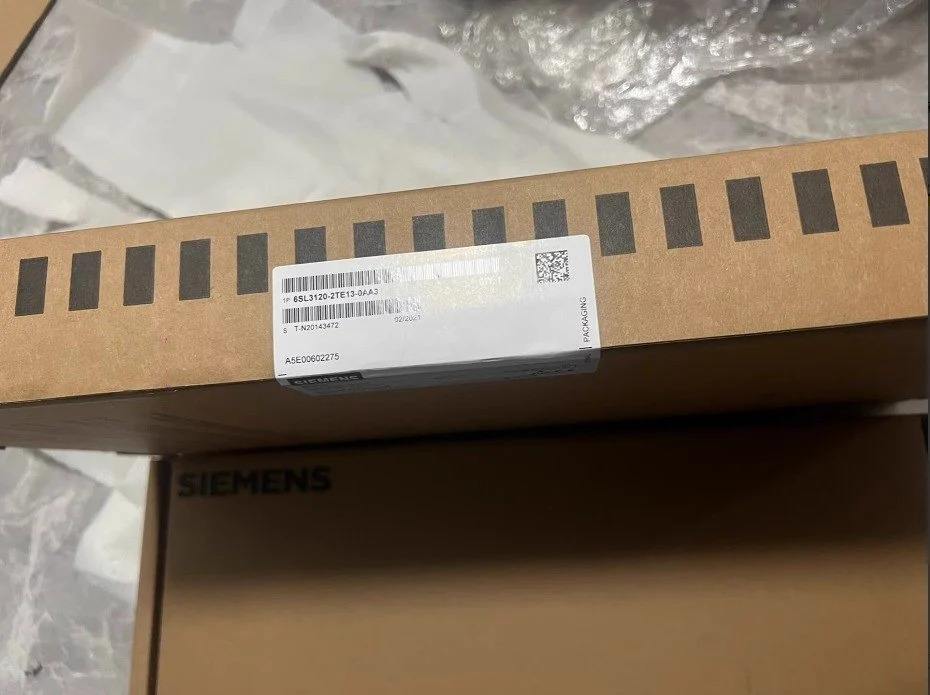 1P 6SL3120-2TE13-0AA3
S T-N20143472 02/2021
A5E00602275
PACKAGING
SIEMENS
SIEMENS